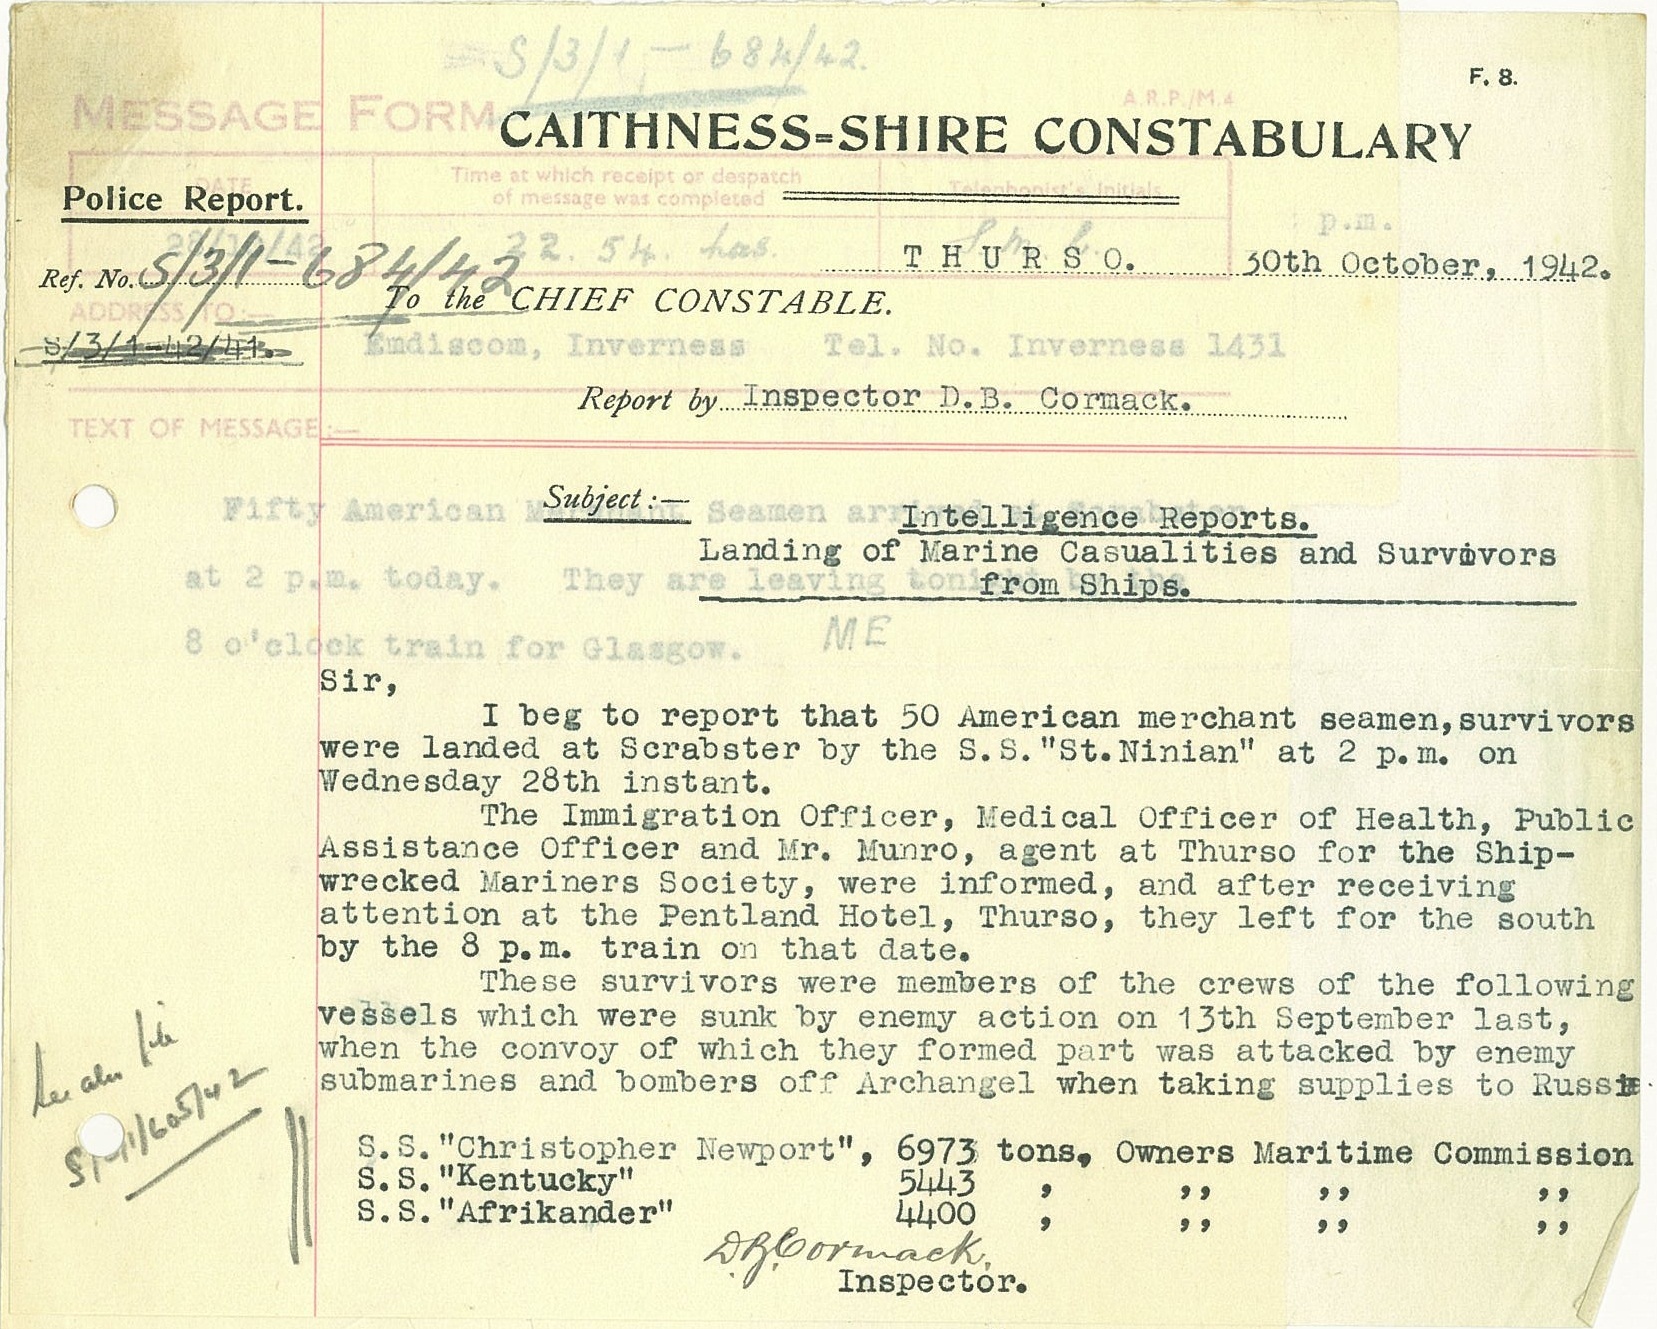 S/3/1 - 684/42.
F. 8.
MESSAGE FORM
A.R.P./M.4
CAITHNESS=SHIRE CONSTABULARY
DATE
Time at which receipt or despatch
of message was completed
Telephonist's Initials
Police Report.
28/10/42
22. 54. hrs.
p.m.
Ref. No. S/3/1-684/42
THURSO. 30th October, 1942.
To the CHIEF CONSTABLE.
ADDRESS TO:—
S/3/1-42/41.
Emdiscom, Inverness Tel. No. Inverness 1431
Report by Inspector D.B. Cormack.
TEXT OF MESSAGE:—
Subject:—
Fifty American Merchant Seamen arrived at Scrabster
Intelligence Reports.
Landing of Marine Casualities and Survivors
at 2 p.m. today. They are leaving tonight by the
from Ships.
8 o'clock train for Glasgow.
ME
Sir,
I beg to report that 50 American merchant seamen,survivors
were landed at Scrabster by the S.S."St.Ninian" at 2 p.m. on
Wednesday 28th instant.
The Immigration Officer, Medical Officer of Health, Public
Assistance Officer and Mr. Munro, agent at Thurso for the Ship-
wrecked Mariners Society, were informed, and after receiving
attention at the Pentland Hotel, Thurso, they left for the south
by the 8 p.m. train on that date.
These survivors were members of the crews of the following
vessels which were sunk by enemy action on 13th September last,
when the convoy of which they formed part was attacked by enemy
submarines and bombers off Archangel when taking supplies to Russia
S.S."Christopher Newport", 6973 tons, Owners Maritime Commission
S.S."Kentucky" 5443 , ,, ,, ,,
S.S."Afrikander" 4400 , ,, ,, ,,
D.B. Cormack.
Inspector.